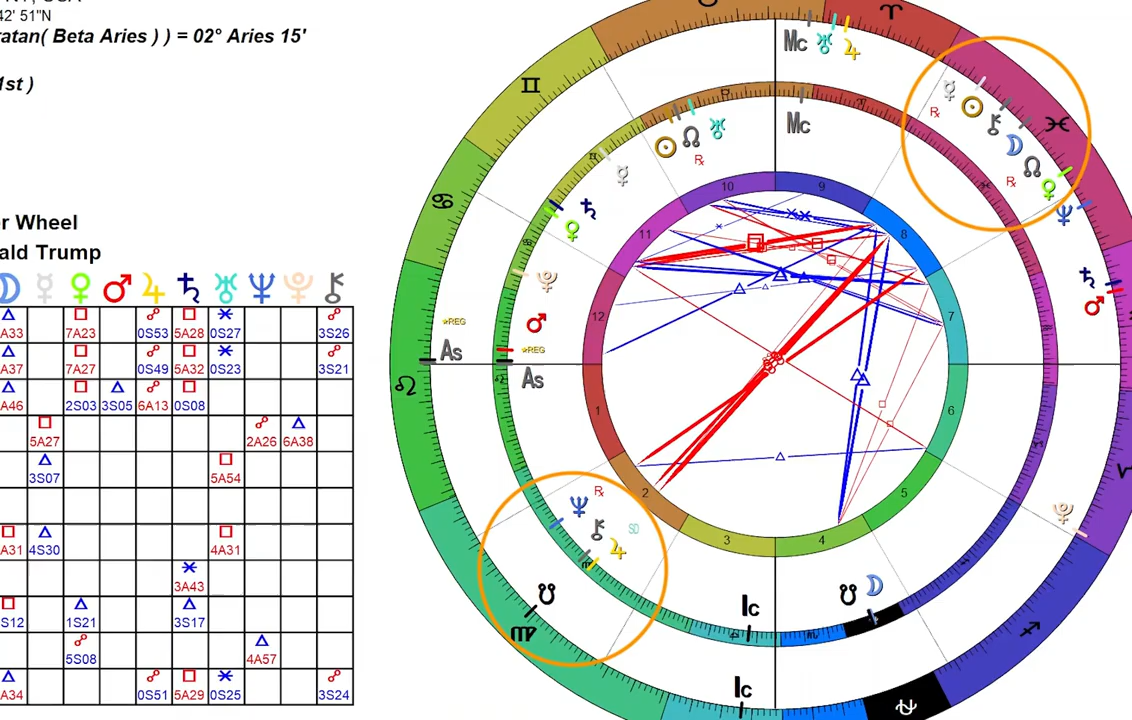 42' 51"N
ratan( Beta Aries ) ) = 02° Aries 15'
1st )
er Wheel
ald Trump
A33 7A23 0S53 5A28 0S27 3S26
A37 7A27 0S49 5A32 0S23 3S21
A46 2S03 3S05 6A13 0S08
5A27 2A26 6A38
3S07 5A54
A31 4S30 4A31
3A43
S12 1S21 3S17
5S08 4A57
A34 0S51 5A29 0S25 3S24
Mc
Mc
REG
As
REG
As
SD
Ic
Ic
10
9
11
8
12
7
1
6
2
5
3
4